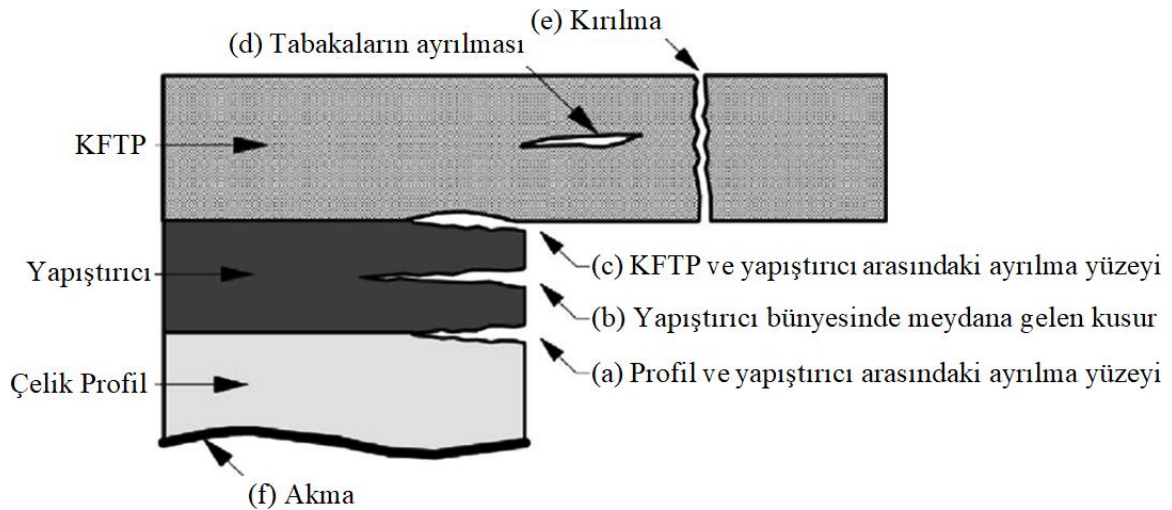 (e) Kırılma
(d) Tabakaların ayrılması
KFTP
Yapıştırıcı
(c) KFTP ve yapıştırıcı arasındaki ayrılma yüzeyi
(b) Yapıştırıcı bünyesinde meydana gelen kusur
(a) Profil ve yapıştırıcı arasındaki ayrılma yüzeyi
Çelik Profil
(f) Akma